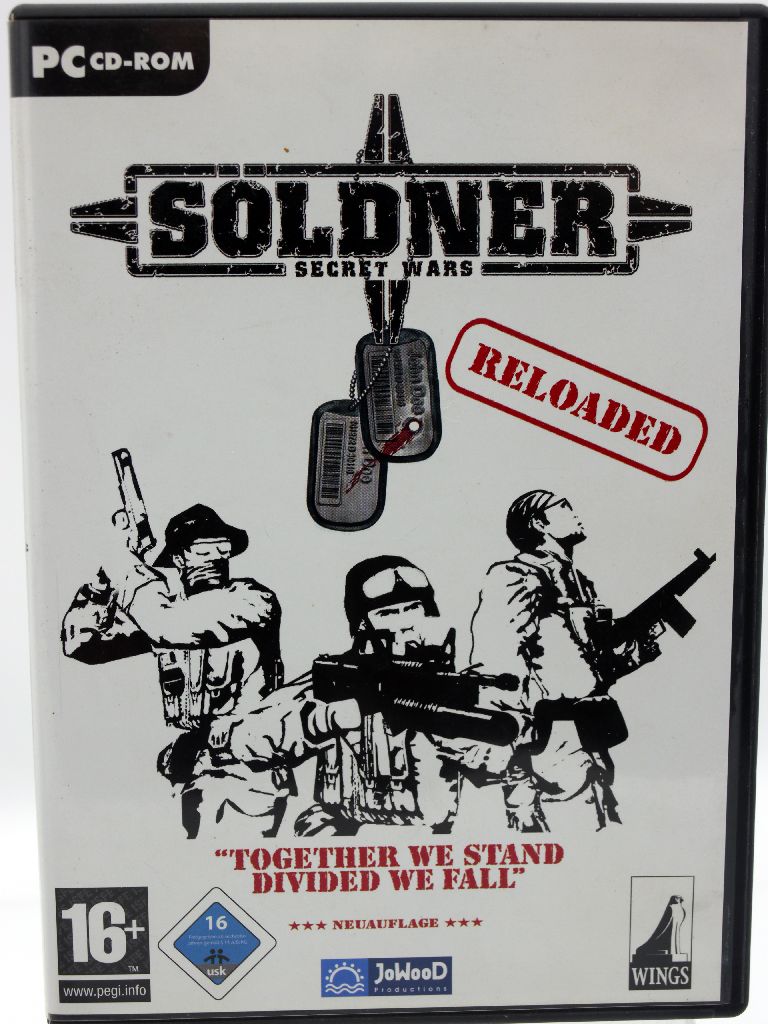 PC CD-ROM
SÖLDNER
SECRET WARS
RELOADED
"TOGETHER WE STAND
DIVIDED WE FALL"
★★★ NEUAUFLAGE ★★★
16+
TM
www.pegi.info
16
usk
JoWooD
Productions
WINGS